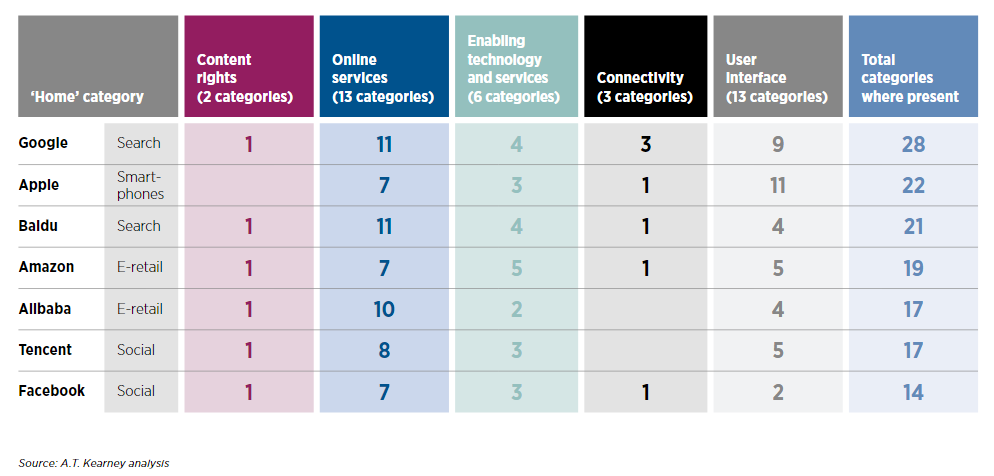 ‘Home’ category
Content
rights
(2 categories)
Online
services
(13 categories)
Enabling
technology
and services
(6 categories)
Connectivity
(3 categories)
User
interface
(13 categories)
Total
categories
where present
Google Search 1 11 4 3 9 28
Apple Smart-
phones 7 3 1 11 22
Baidu Search 1 11 4 1 4 21
Amazon E-retail 1 7 5 1 5 19
Alibaba E-retail 1 10 2 4 17
Tencent Social 1 8 3 5 17
Facebook Social 1 7 3 1 2 14
Source: A.T. Kearney analysis